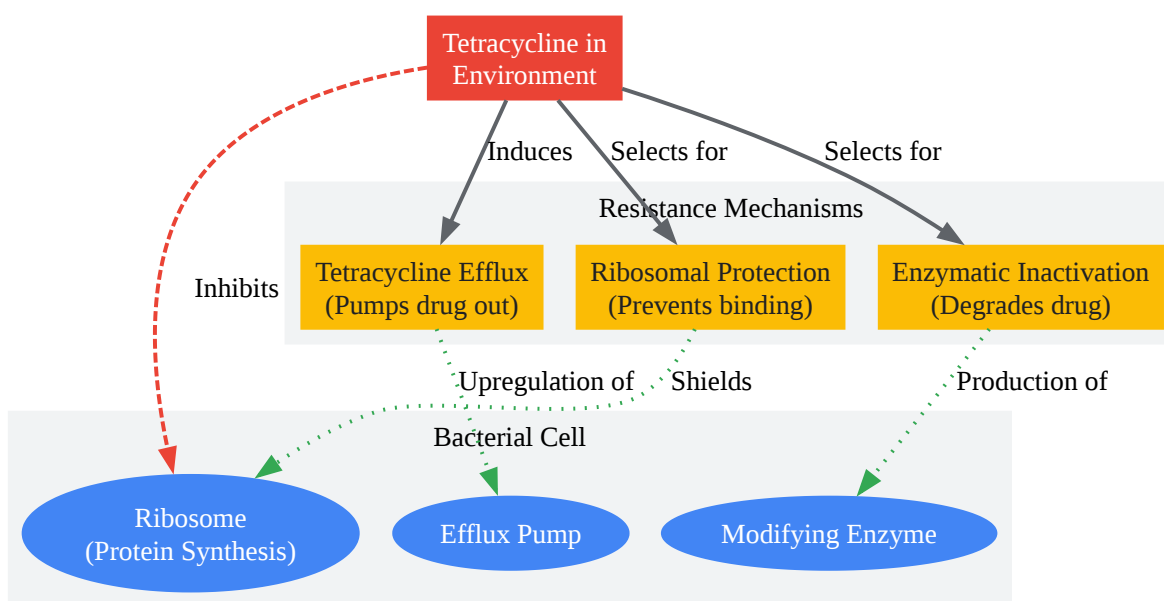 Tetracycline in
Environment
Induces
Selects for
Selects for
Resistance Mechanisms
Inhibits
Tetracycline Efflux
(Pumps drug out)
Ribosomal Protection
(Prevents binding)
Enzymatic Inactivation
(Degrades drug)
Upregulation of
Shields
Production of
Bacterial Cell
Ribosome
(Protein Synthesis)
Efflux Pump
Modifying Enzyme